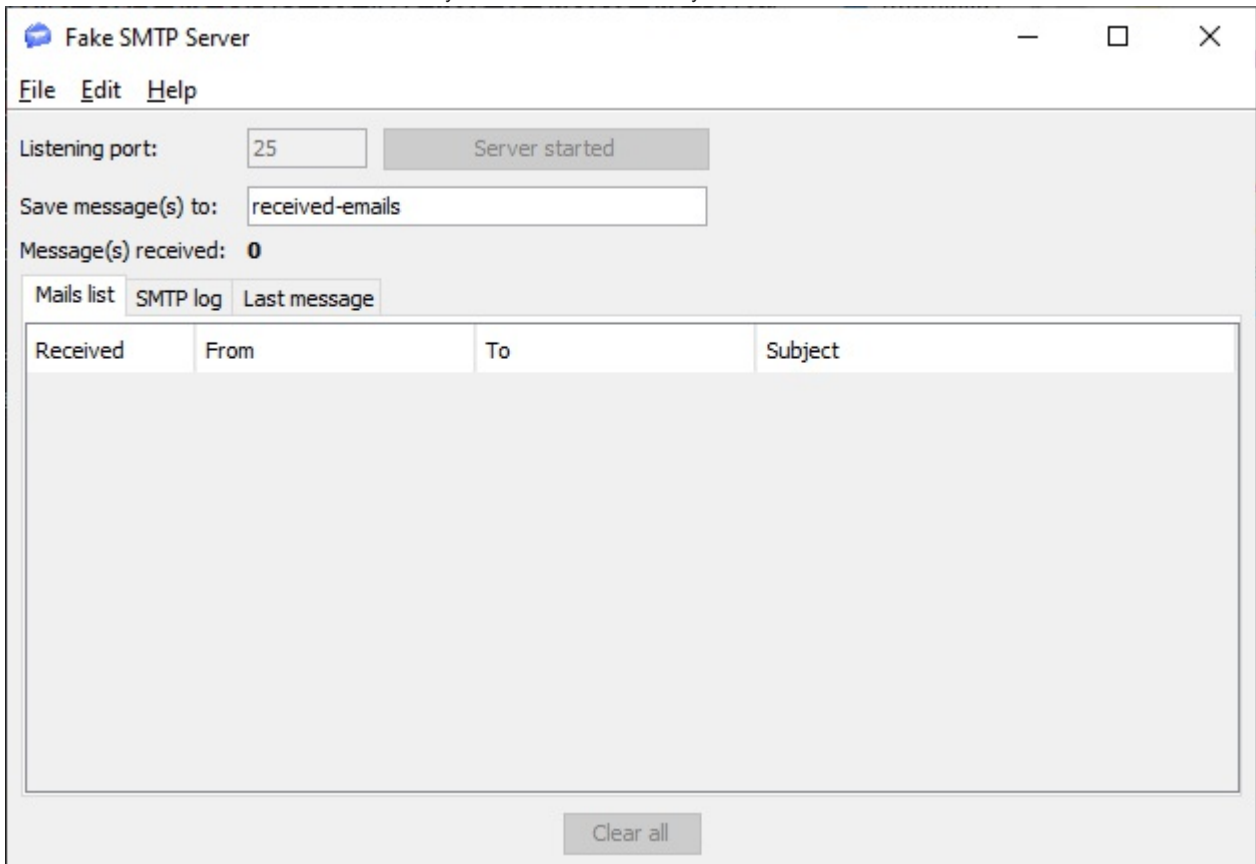 Fake SMTP Server
File Edit Help
Listening port: 25 Server started
Save message(s) to: received-emails
Message(s) received: 0
Mails list SMTP log Last message
Received From To Subject
Clear all